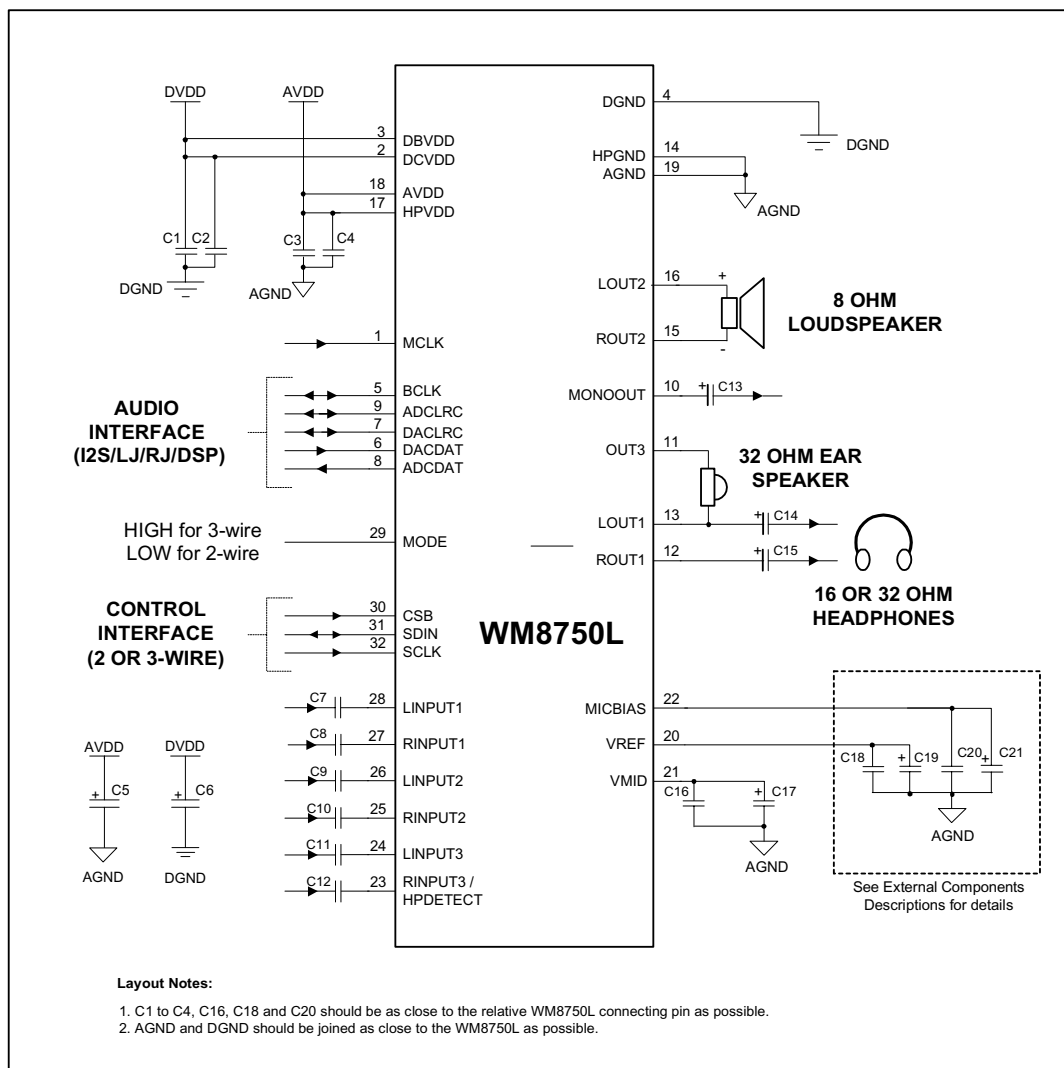 DVDD
AVDD
3
DBVDD
2
DCVDD
18
AVDD
17
HPVDD
C1
C2
C3
C4
DGND
AGND
1
MCLK
AUDIO
INTERFACE
(I2S/LJ/RJ/DSP)
5
BCLK
9
ADCLRC
7
DACLRC
6
DACDAT
8
ADCDAT
HIGH for 3-wire
LOW for 2-wire
29
MODE
CONTROL
INTERFACE
(2 OR 3-WIRE)
30
CSB
31
SDIN
32
SCLK
WM8750L
C7
28
LINPUT1
C8
27
RINPUT1
C9
26
LINPUT2
C10
25
RINPUT2
C11
24
LINPUT3
C12
23
RINPUT3 /
HPDETECT
AVDD
DVDD
+
C5
+
C6
AGND
DGND
DGND
4
DGND
HPGND
14
AGND
19
AGND
LOUT2
16
+
ROUT2
15
-
8 OHM
LOUDSPEAKER
MONOOUT
10
+
C13
OUT3
11
32 OHM EAR
SPEAKER
LOUT1
13
+
C14
ROUT1
12
+
C15
16 OR 32 OHM
HEADPHONES
MICBIAS
22
VREF
20
VMID
21
C16
+
C17
AGND
C18
+
C19
C20
+
C21
AGND
See External Components
Descriptions for details
Layout Notes:
1. C1 to C4, C16, C18 and C20 should be as close to the relative WM8750L connecting pin as possible.
2. AGND and DGND should be joined as close to the WM8750L as possible.